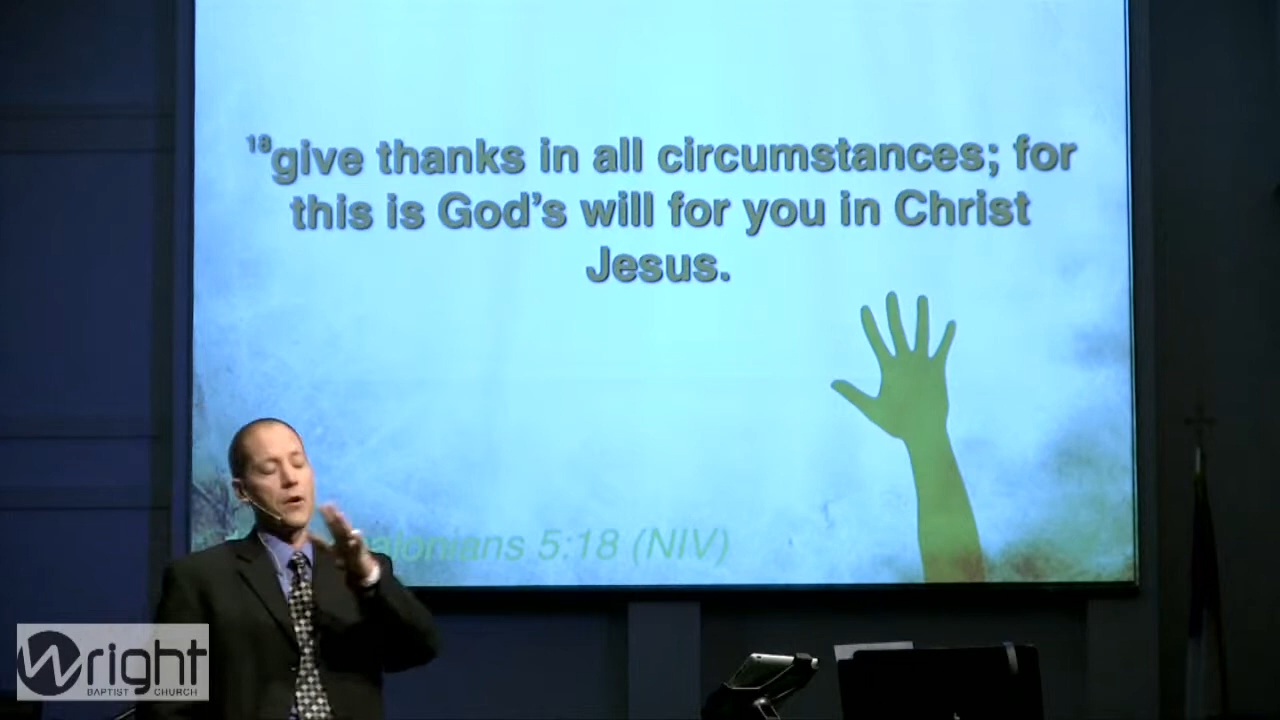 18give thanks in all circumstances; for
this is God's will for you in Christ
Jesus.
5:18 (NIV)
Wright
BAPTIST CHURCH